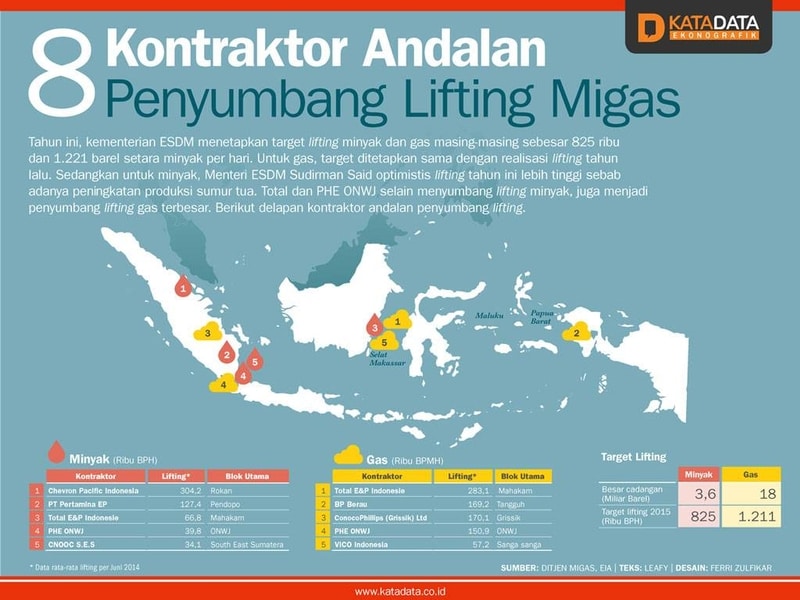 8 Kontraktor Andalan
Penyumbang Lifting Migas
KATADATA
EKONOGRAFIK
Tahun ini, kementerian ESDM menetapkan target lifting minyak dan gas masing-masing sebesar 825 ribu
dan 1.221 barel setara minyak per hari. Untuk gas, target ditetapkan sama dengan realisasi lifting tahun
lalu. Sedangkan untuk minyak, Menteri ESDM Sudirman Said optimistis lifting tahun ini lebih tinggi sebab
adanya peningkatan produksi sumur tua. Total dan PHE ONWJ selain menyumbang lifting minyak, juga menjadi
penyumbang lifting gas terbesar. Berikut delapan kontraktor andalan penyumbang lifting.
1
3
2
5
4
4
3
1
5
Selat
Makassar
Maluku
Papua
Barat
2
Minyak (Ribu BPH)
Kontraktor Lifting* Blok Utama
1 Chevron Pacific Indonesia 304,2 Rokan
2 PT Pertamina EP 127,4 Pendopo
3 Total E&P Indonesie 66,8 Mahakam
4 PHE ONWJ 39,8 ONWJ
5 CNOOC S.E.S 34,1 South East Sumatera
* Data rata-rata lifting per Juni 2014
Gas (Ribu BPMH)
Kontraktor Lifting* Blok Utama
1 Total E&P Indonesie 283,1 Mahakam
2 BP Berau 169,2 Tangguh
3 ConocoPhillips (Grissik) Ltd 170,1 Grissik
4 PHE ONWJ 150,9 ONWJ
5 VICO Indonesia 57,2 Sanga sanga
Target Lifting
Minyak Gas
Besar cadangan
(Miliar Barel) 3,6 18
Target lifting 2015
(Ribu BPH) 825 1.211
SUMBER: DITJEN MIGAS, EIA | TEKS: LEAFY | DESAIN: FERRI ZULFIKAR
www.katadata.co.id